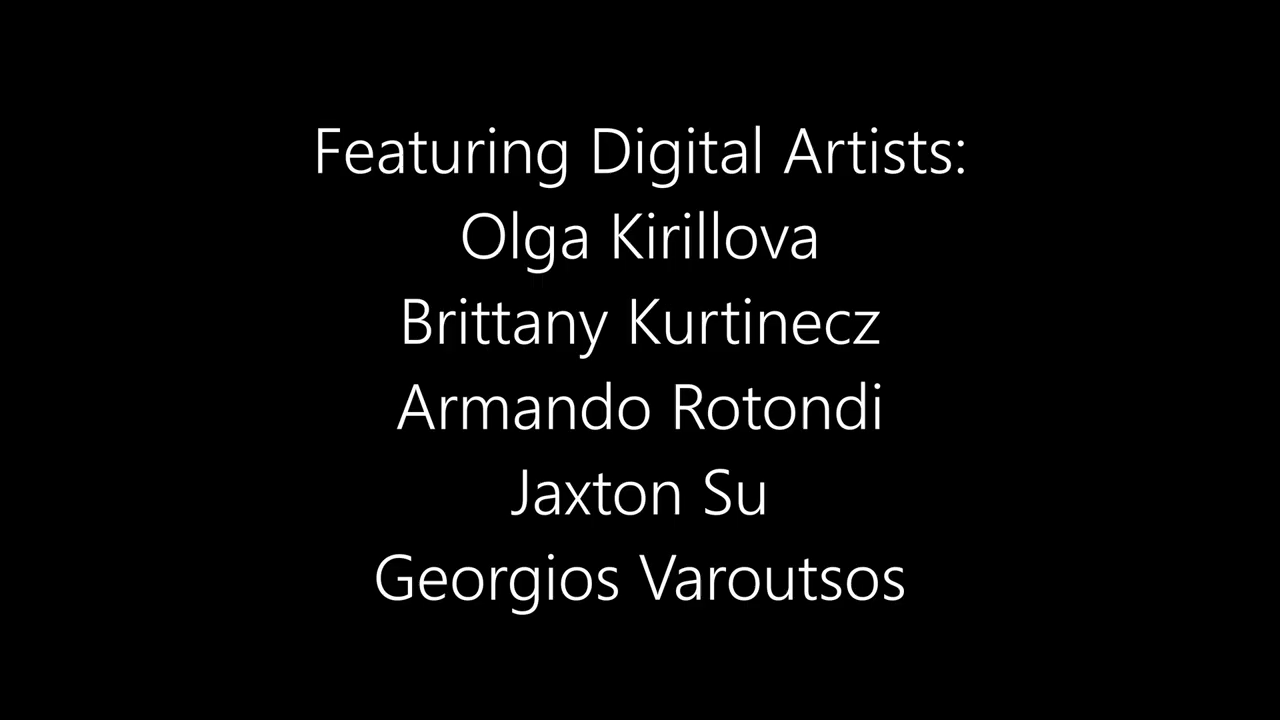 Featuring Digital Artists:
Olga Kirillova
Brittany Kurtinecz
Armando Rotondi
Jaxton Su
Georgios Varoutsos